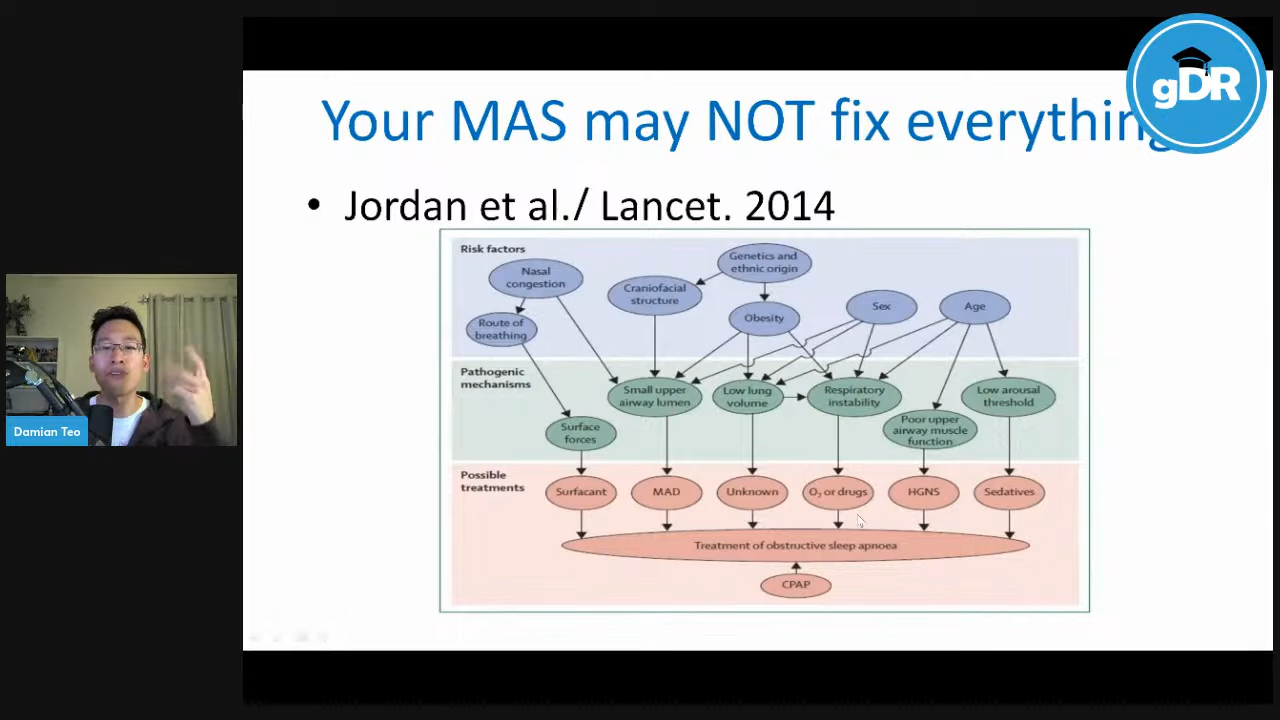 gDR
Your MAS may NOT fix everything
• Jordan et al./ Lancet. 2014
Risk factors
Nasal
congestion
Genetics and
ethnic origin
Craniofacial
structure
Sex
Age
Route of
breathing
Obesity
Pathogenic
mechanisms
Small upper
airway lumen
Low lung
volume
Respiratory
instability
Low arousal
threshold
Surface
forces
Poor upper
airway muscle
function
Possible
treatments
Surfacant
MAD
Unknown
O₂ or drugs
HGNS
Sedatives
Treatment of obstructive sleep apnoea
CPAP
Damian Teo